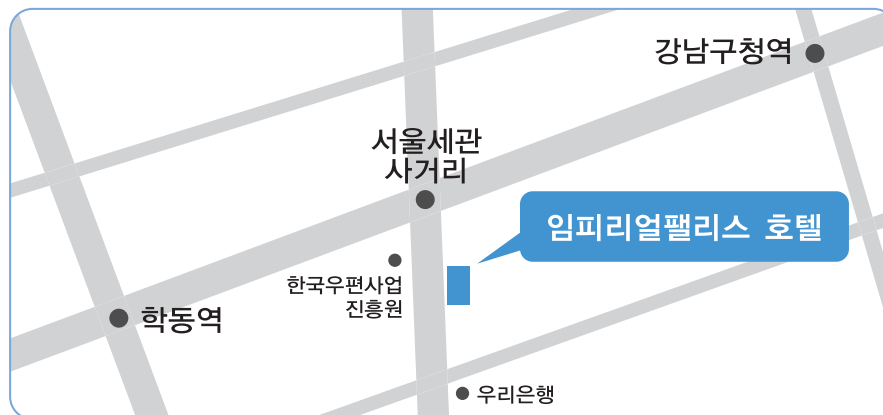 강남구청역
서울세관
사거리
임피리얼팰리스 호텔
한국우편사업
진흥원
학동역
우리은행